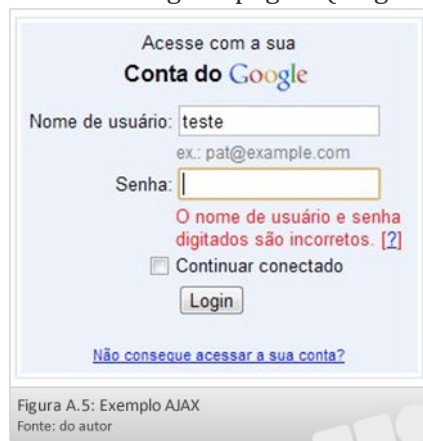 Acesse com a sua
Conta do Google
Nome de usuário: teste
ex.: pat@example.com
Senha:
O nome de usuário e senha
digitados são incorretos. [?]
Continuar conectado
Login
Não consegue acessar a sua conta?
Figura A.5: Exemplo AJAX
Fonte: do autor